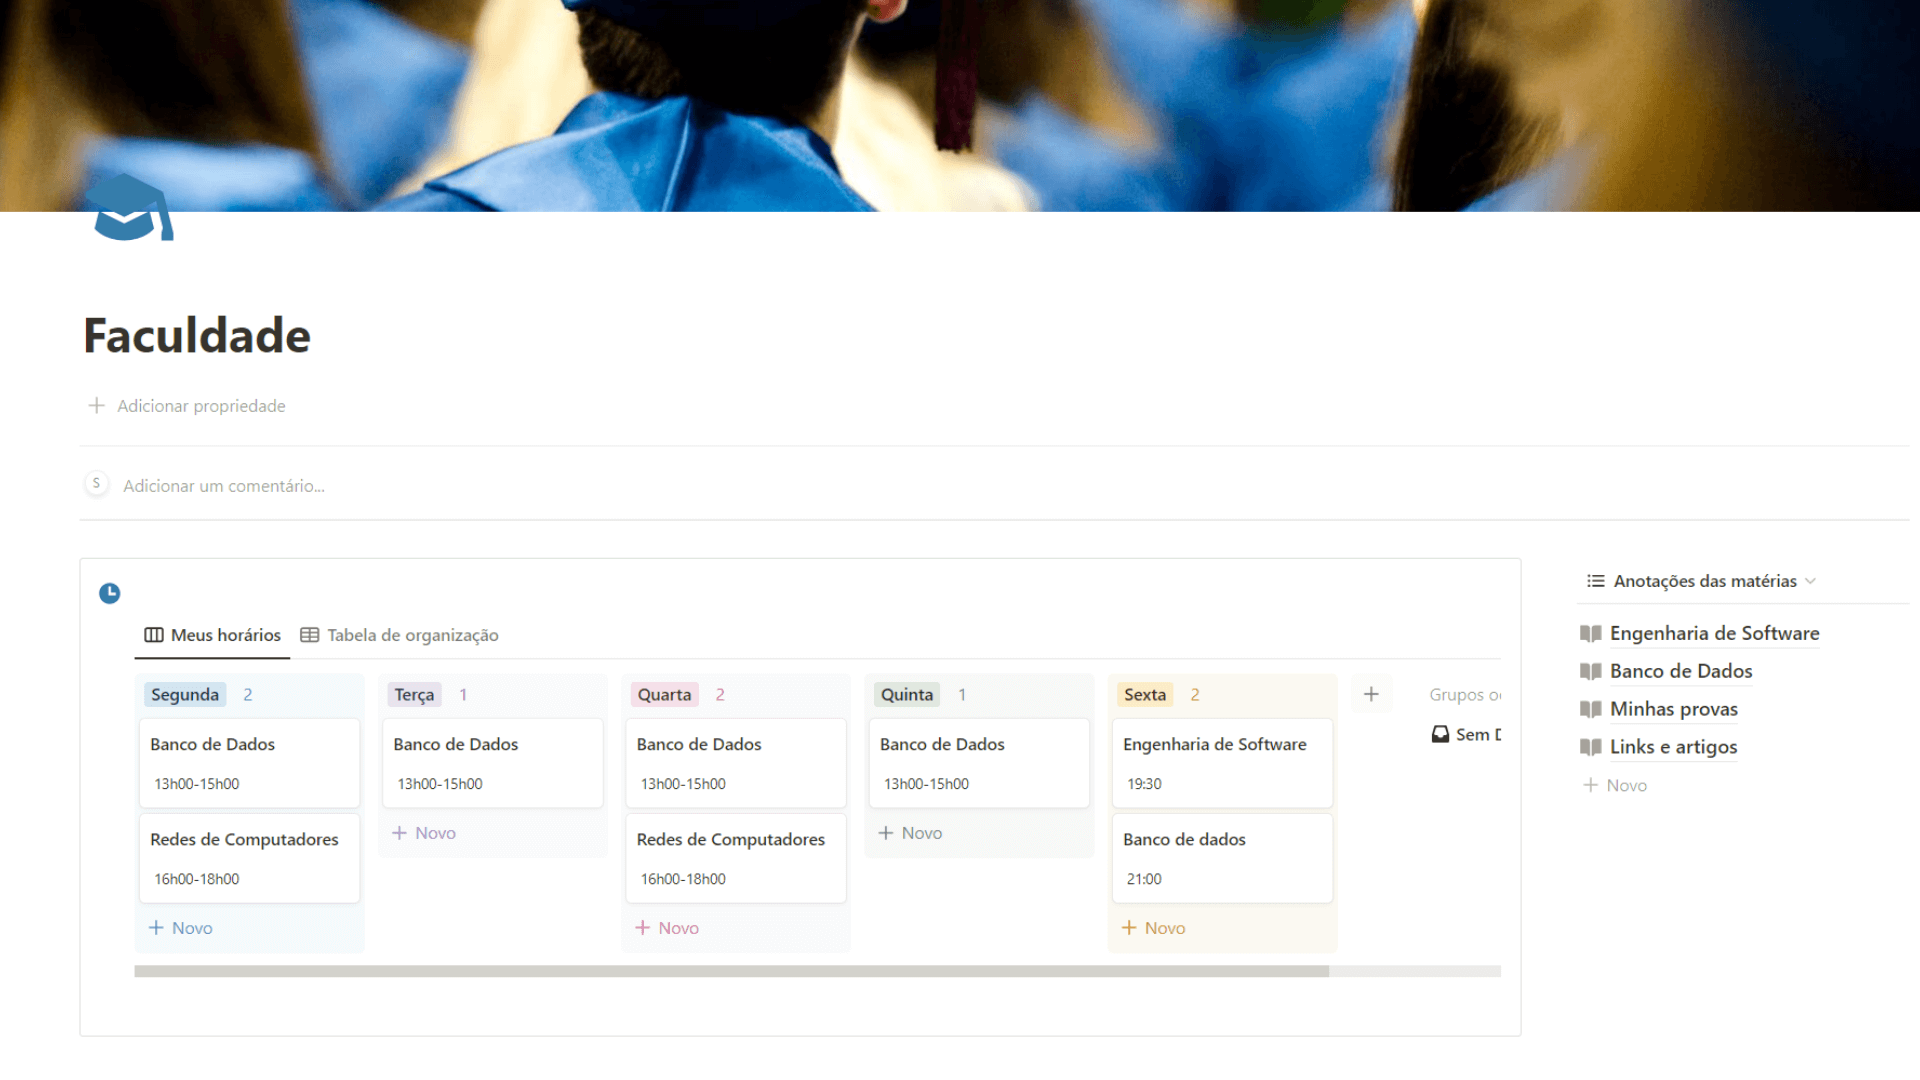 Faculdade
Adicionar propriedade
S
Adicionar um comentário...
Meus horários
Tabela de organização
Segunda 2
Banco de Dados
13h00-15h00
Redes de Computadores
16h00-18h00
+ Novo
Terça 1
Banco de Dados
13h00-15h00
+ Novo
Quarta 2
Banco de Dados
13h00-15h00
Redes de Computadores
16h00-18h00
+ Novo
Quinta 1
Banco de Dados
13h00-15h00
+ Novo
Sexta 2
Engenharia de Software
19:30
Banco de dados
21:00
+ Novo
Grupos
Sem
Anotações das matérias
Engenharia de Software
Banco de Dados
Minhas provas
Links e artigos
+ Novo